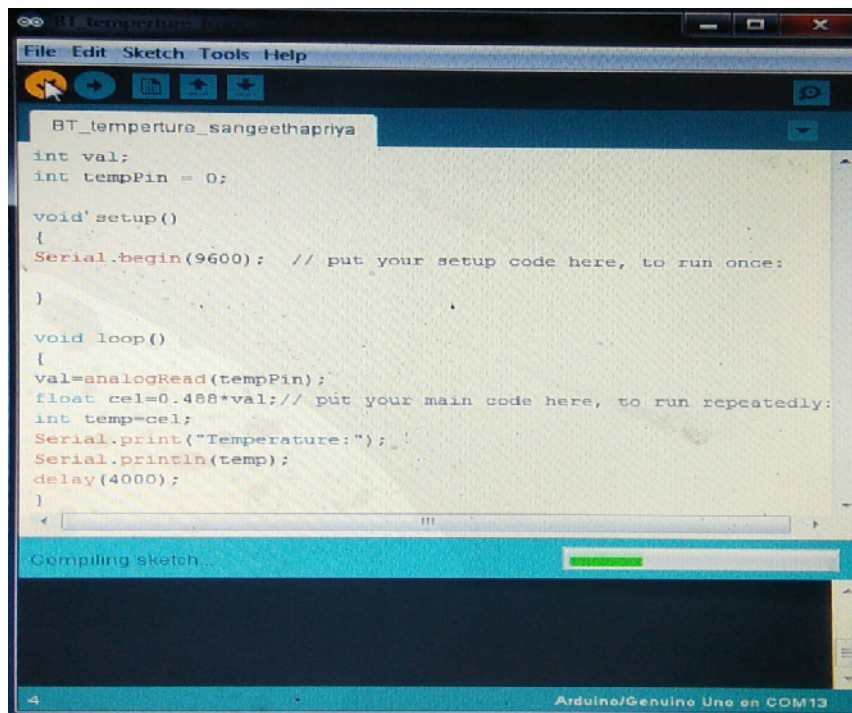 BT_temperture_from
File Edit Sketch Tools Help
BT_temperture_sangeethapriya
int val;
int tempPin = 0;
void setup()
{
Serial.begin(9600); // put your setup code here, to run once:
}
void loop()
{
val=analogRead(tempPin);
float cel=0.488*val;// put your main code here, to run repeatedly:
int temp=cel;
Serial.print("Temperature:");
Serial.println(temp);
delay(4000);
}
Compiling sketch...
4
Arduino/Genuino Uno on COM13